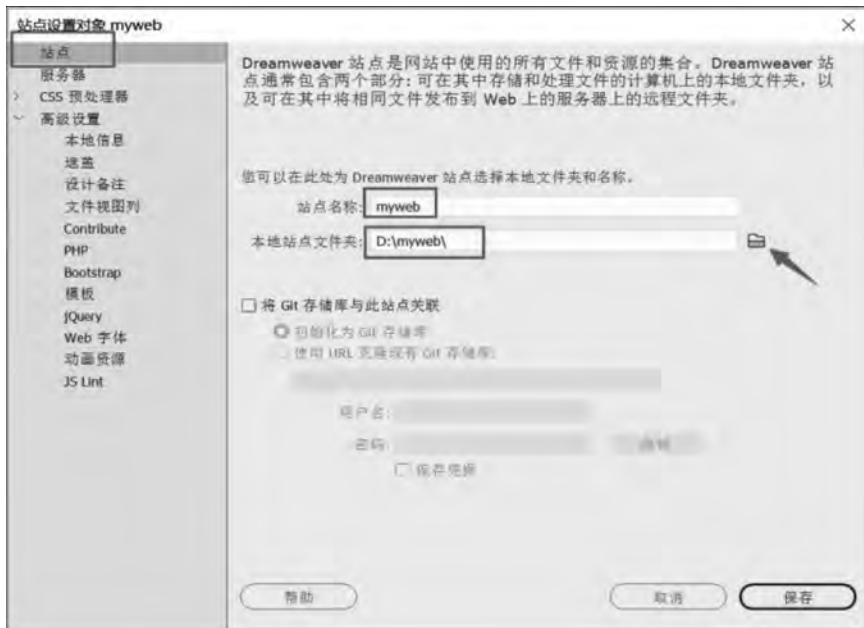 站点设置对象 myweb
站点
服务器
CSS 预处理器
高级设置
本地信息
遮盖
设计备注
文件视图列
Contribute
PHP
Bootstrap
模板
jQuery
Web 字体
动画资源
JS Lint
Dreamweaver 站点是网站中使用的所有文件和资源的集合。Dreamweaver 站
点通常包含两个部分: 可在其中存储和处理文件的计算机上的本地文件夹, 以
及可在其中将相同文件发布到 Web 上的服务器上的远程文件夹。
您可以在此处为 Dreamweaver 站点选择本地文件夹和名称。
站点名称: myweb
本地站点文件夹: D:\myweb\
将 Git 存储库与此站点关联
初始化为 Git 存储库
使用 URL 克隆现有 Git 存储库:
用户名:
密码:
保存凭据
帮助
取消
保存